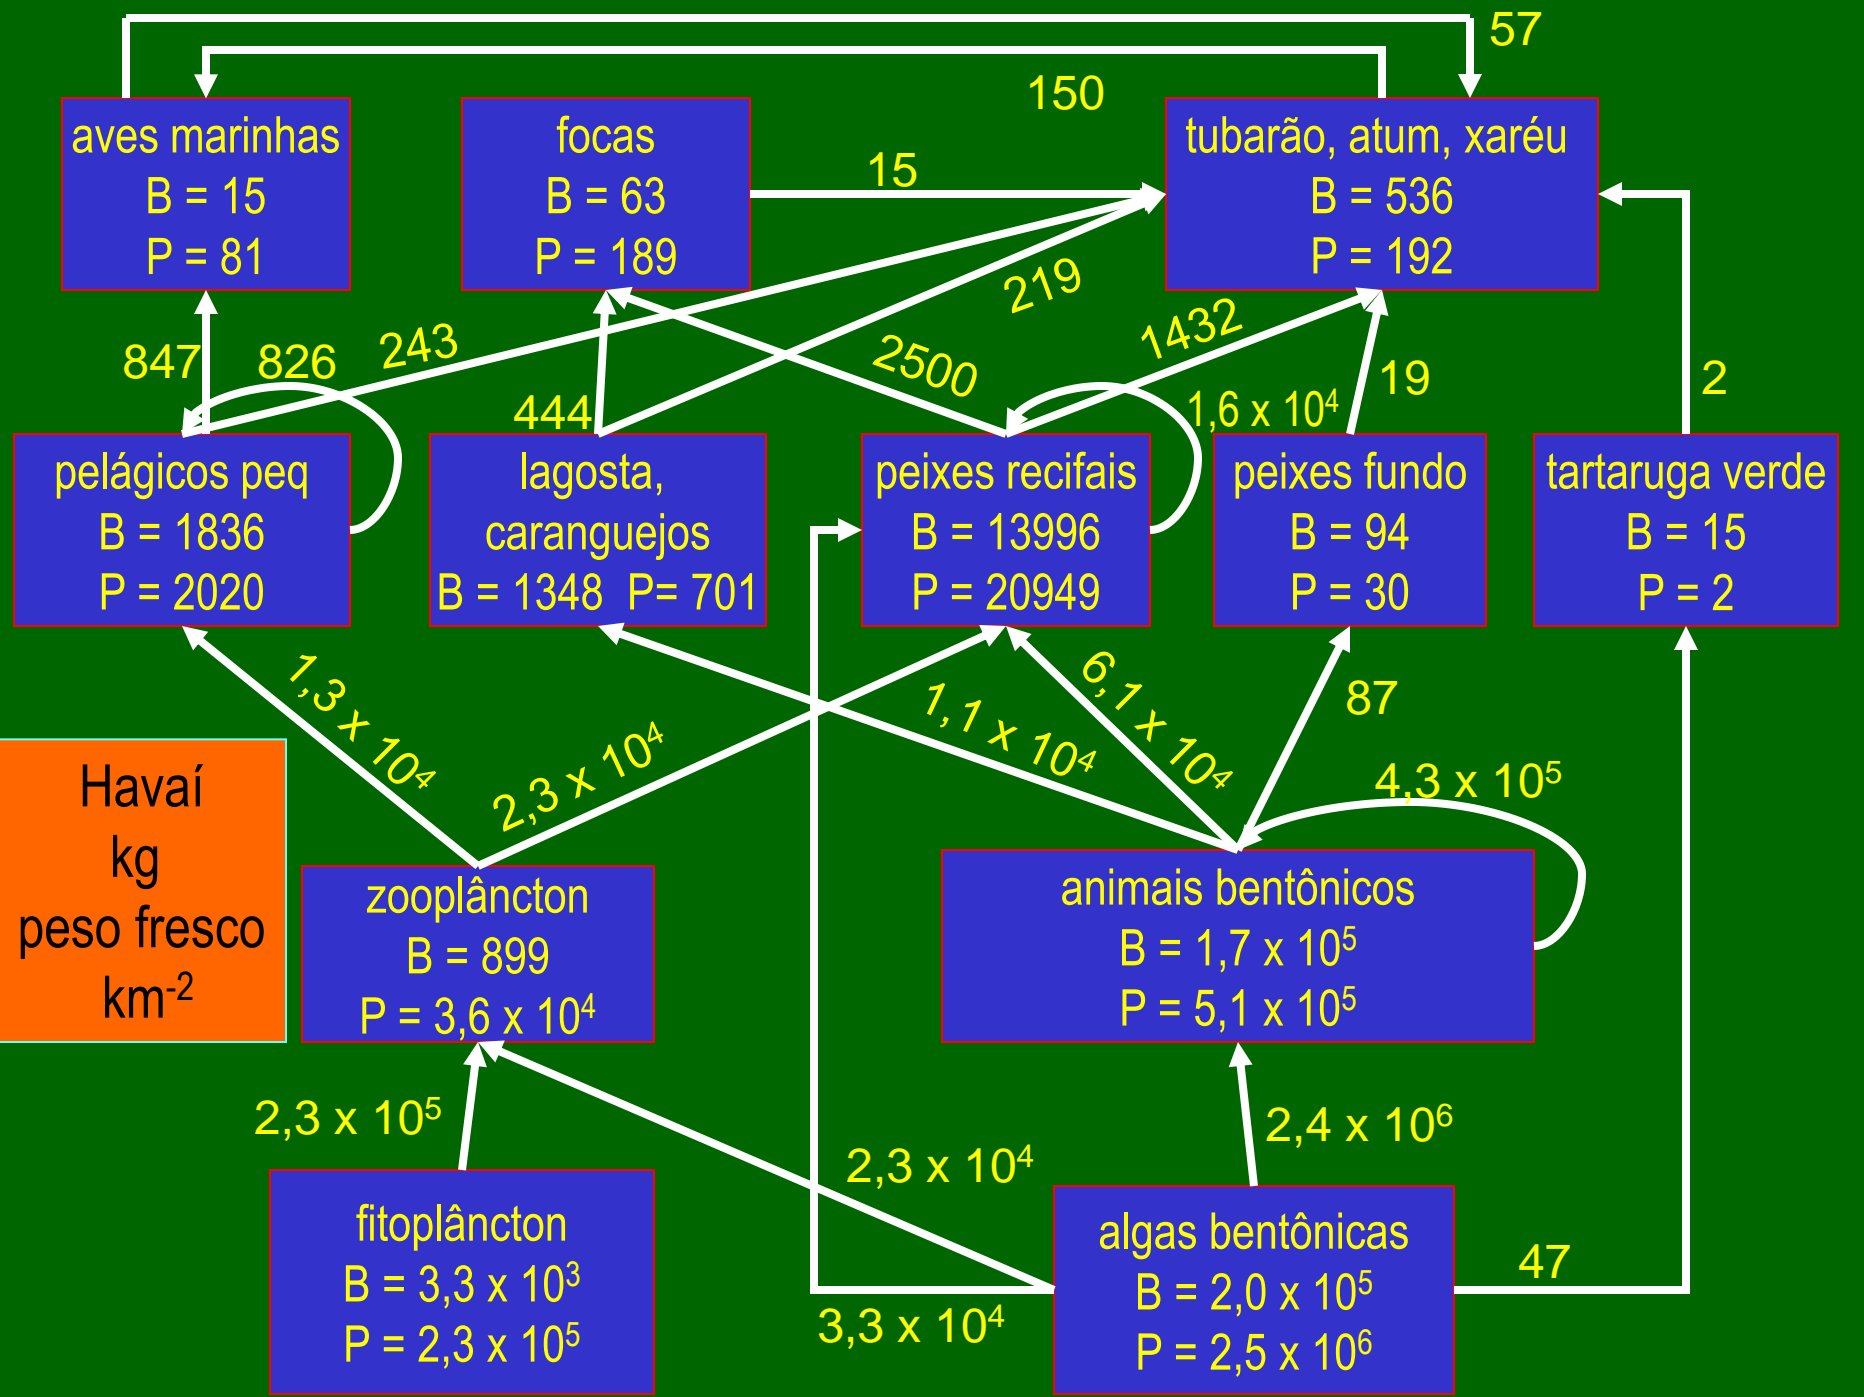 57
150
aves marinhas
B = 15
P = 81
focas
B = 63
P = 189
15
tubarão, atum, xaréu
B = 536
P = 192
847
826
243
444
219
2500
1432
1,6 x 10⁴
19
2
pelágicos peq
B = 1836
P = 2020
lagosta,
caranguejos
B = 1348 P= 701
peixes recifais
B = 13996
P = 20949
peixes fundo
B = 94
P = 30
tartaruga verde
B = 15
P = 2
1,3 x 10⁴
2,3 x 10⁴
1,1 x 10⁴
6,1 x 10⁴
87
4,3 x 10⁵
Havaí
kg
peso fresco
km⁻²
zooplâncton
B = 899
P = 3,6 x 10⁴
animais bentônicos
B = 1,7 x 10⁵
P = 5,1 x 10⁵
2,3 x 10⁵
2,3 x 10⁴
2,4 x 10⁶
fitoplâncton
B = 3,3 x 10³
P = 2,3 x 10⁵
3,3 x 10⁴
algas bentônicas
B = 2,0 x 10⁵
P = 2,5 x 10⁶
47